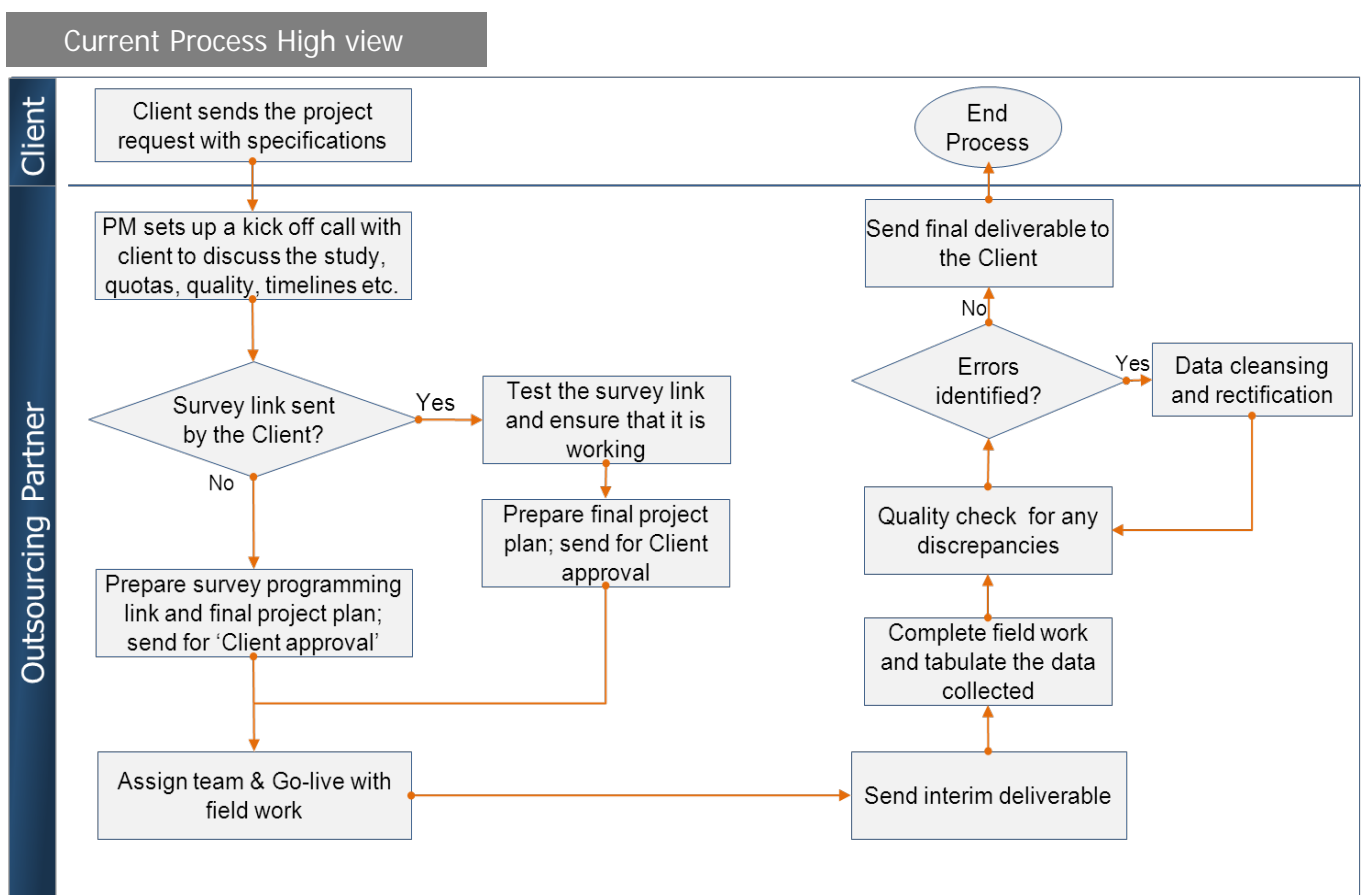 Current Process High view
Client
Client sends the project
request with specifications
End
Process
Outsourcing Partner
PM sets up a kick off call with
client to discuss the study,
quotas, quality, timelines etc.
Survey link sent
by the Client?
Yes
No
Test the survey link
and ensure that it is
working
Prepare final project
plan; send for Client
approval
Prepare survey programming
link and final project plan;
send for ‘Client approval’
Assign team & Go-live with
field work
Send interim deliverable
Complete field work
and tabulate the data
collected
Quality check for any
discrepancies
Errors
identified?
Yes
Data cleansing
and rectification
No
Send final deliverable to
the Client